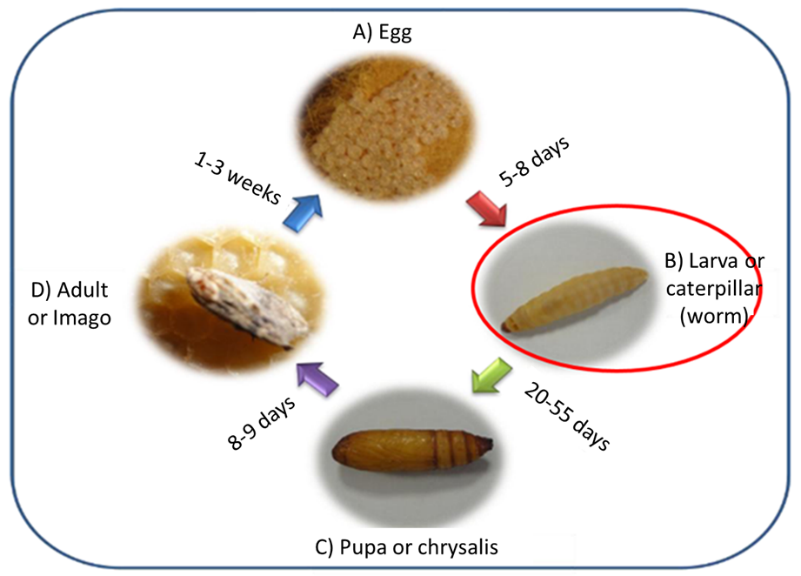 A) Egg
1-3 weeks
5-8 days
B) Larva or
caterpillar
(worm)
D) Adult
or Imago
8-9 days
20-55 days
C) Pupa or chrysalis